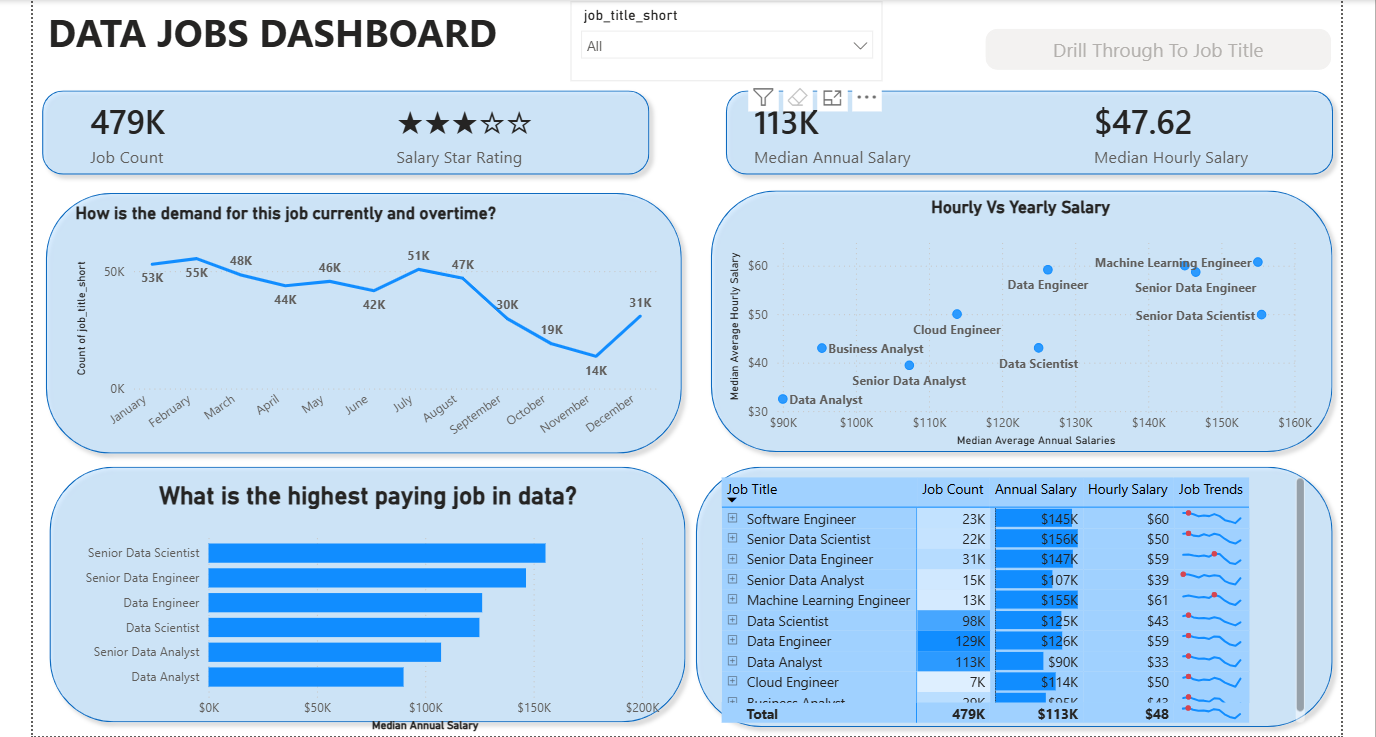 DATA JOBS DASHBOARD
job_title_short
All
Drill Through To Job Title
479K
Job Count
★★★☆☆
Salary Star Rating
113K
Median Annual Salary
$47.62
Median Hourly Salary
How is the demand for this job currently and overtime?
Count of job_title_short
50K
0K
53K
55K
48K
44K
46K
42K
51K
47K
30K
19K
14K
31K
January
February
March
April
May
June
July
August
September
October
November
December
Hourly Vs Yearly Salary
Median Average Hourly Salary
$60
$50
$40
$30
Machine Learning Engineer
Data Engineer
Senior Data Engineer
Senior Data Scientist
Cloud Engineer
Business Analyst
Data Scientist
Senior Data Analyst
Data Analyst
$90K $100K $110K $120K $130K $140K $150K $160K
Median Average Annual Salaries
What is the highest paying job in data?
Senior Data Scientist
Senior Data Engineer
Data Engineer
Data Scientist
Senior Data Analyst
Data Analyst
$0K $50K $100K $150K $200K
Median Annual Salary
Job Title Job Count Annual Salary Hourly Salary Job Trends
Software Engineer 23K $145K $60
Senior Data Scientist 22K $156K $50
Senior Data Engineer 31K $147K $59
Senior Data Analyst 15K $107K $39
Machine Learning Engineer 13K $155K $61
Data Scientist 98K $125K $43
Data Engineer 129K $126K $59
Data Analyst 113K $90K $33
Cloud Engineer 7K $114K $50
Business Analyst 29K $95K $43
Total 479K $113K $48